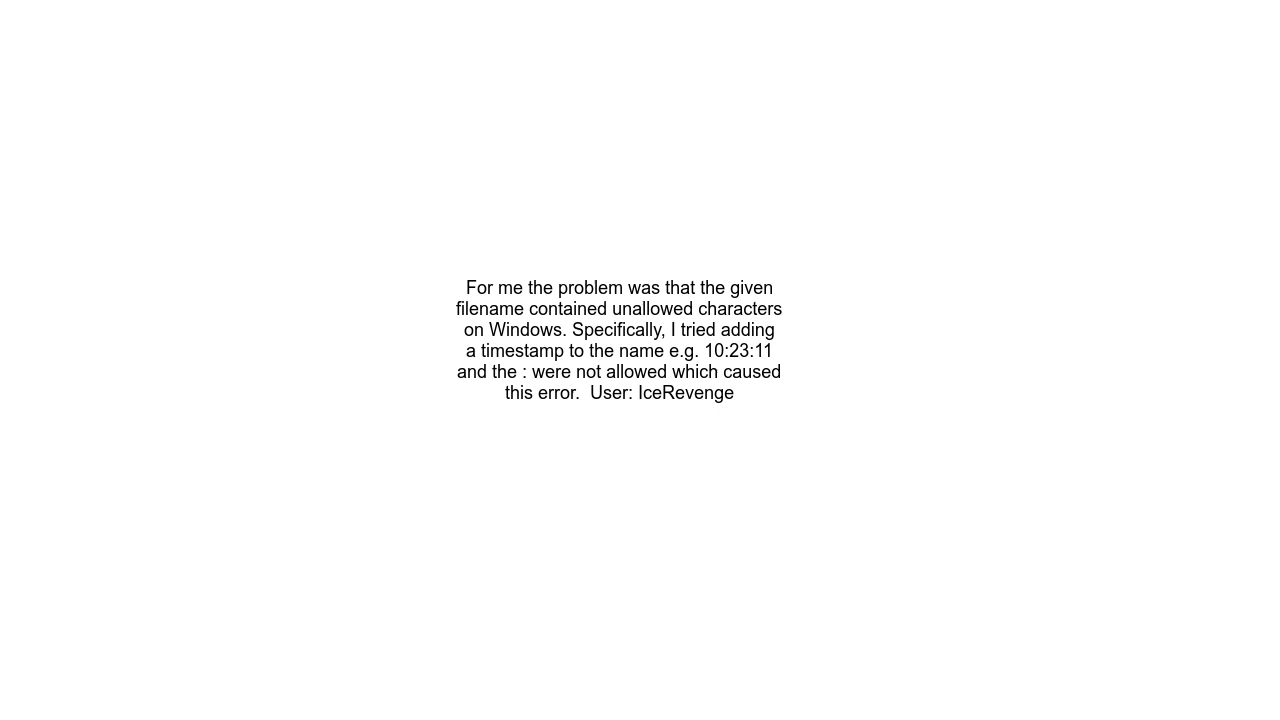 For me the problem was that the given
filename contained unallowed characters
on Windows. Specifically, I tried adding
a timestamp to the name e.g. 10:23:11
and the : were not allowed which caused
this error.  User: IceRevenge